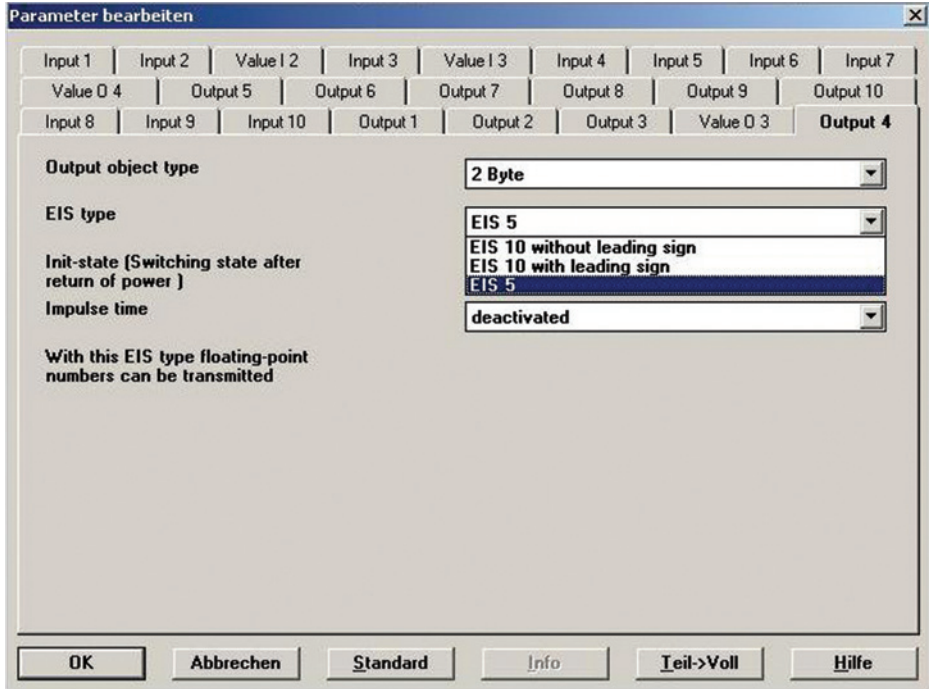 Parameter bearbeiten
Input 1 Input 2 Value I 2 Input 3 Value I 3 Input 4 Input 5 Input 6 Input 7
Value O 4 Output 5 Output 6 Output 7 Output 8 Output 9 Output 10
Input 8 Input 9 Input 10 Output 1 Output 2 Output 3 Value O 3 Output 4
Output object type
2 Byte
EIS type
EIS 5
EIS 10 without leading sign
EIS 10 with leading sign
EIS 5
Init-state (Switching state after
return of power )
Impulse time
deactivated
With this EIS type floating-point
numbers can be transmitted
OK Abbrechen Standard Info Teil->Voll Hilfe